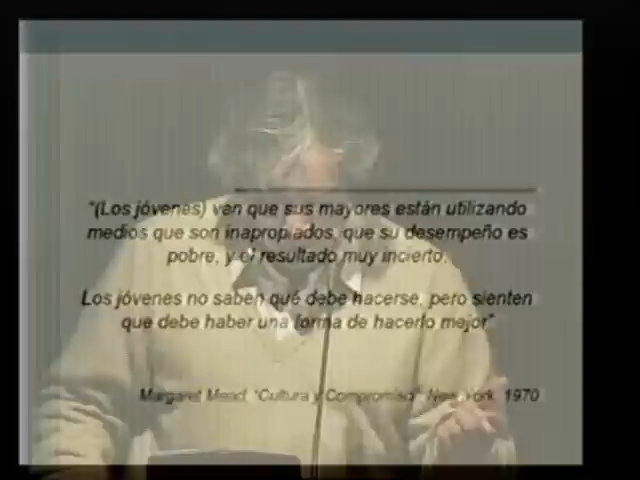 "(Los jóvenes) ven que sus mayores están utilizando
medios que son inapropiados, que su desempeño es
pobre, y el resultado muy incierto.
Los jóvenes no saben qué debe hacerse, pero sienten
que debe haber una forma de hacerlo mejor"
Margaret Mead, "Cultura y Compromiso", New York, 1970